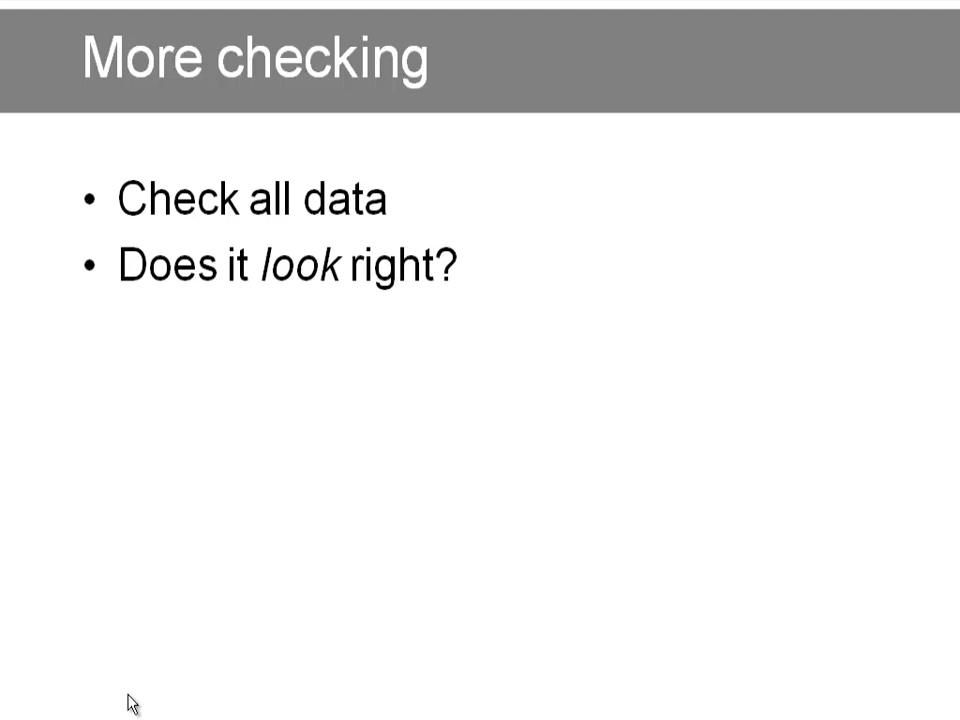 More checking
• Check all data
• Does it look right?